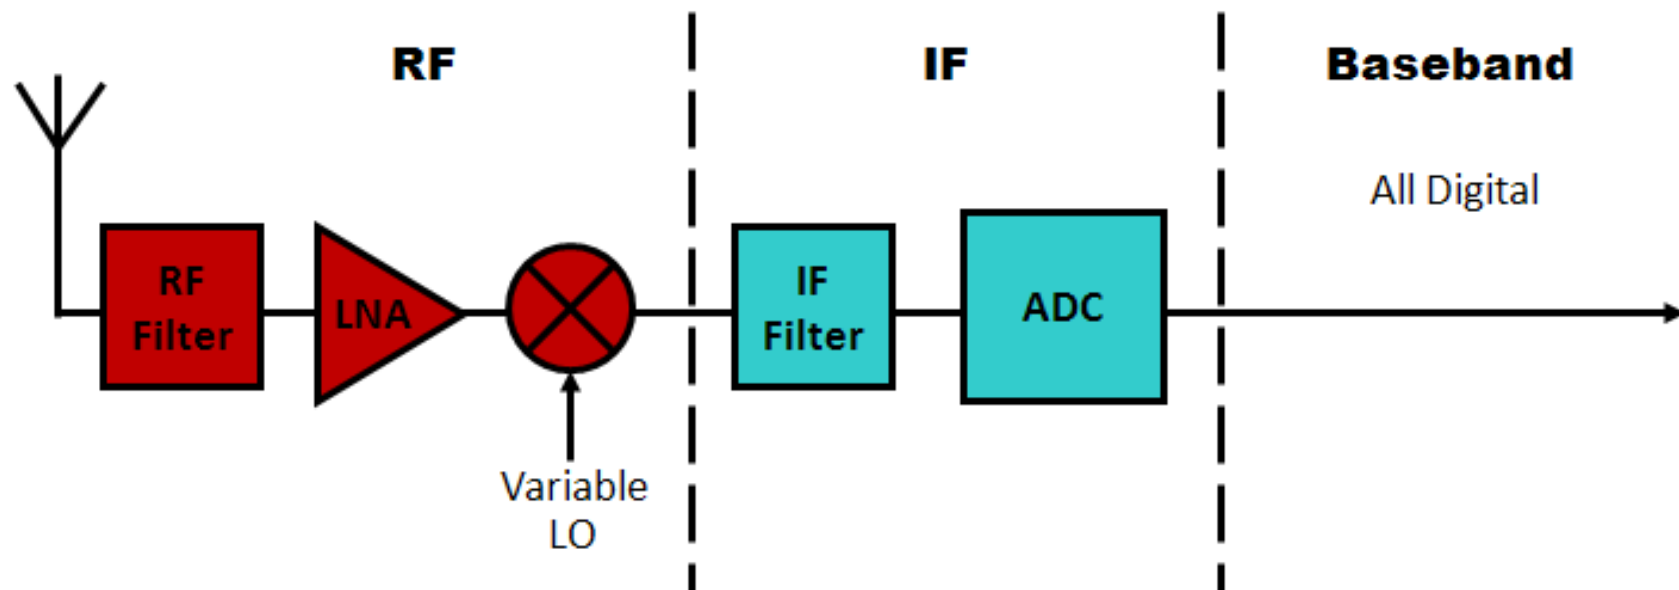 RF
IF
Baseband
All Digital
RF
Filter
LNA
IF
Filter
ADC
Variable
LO